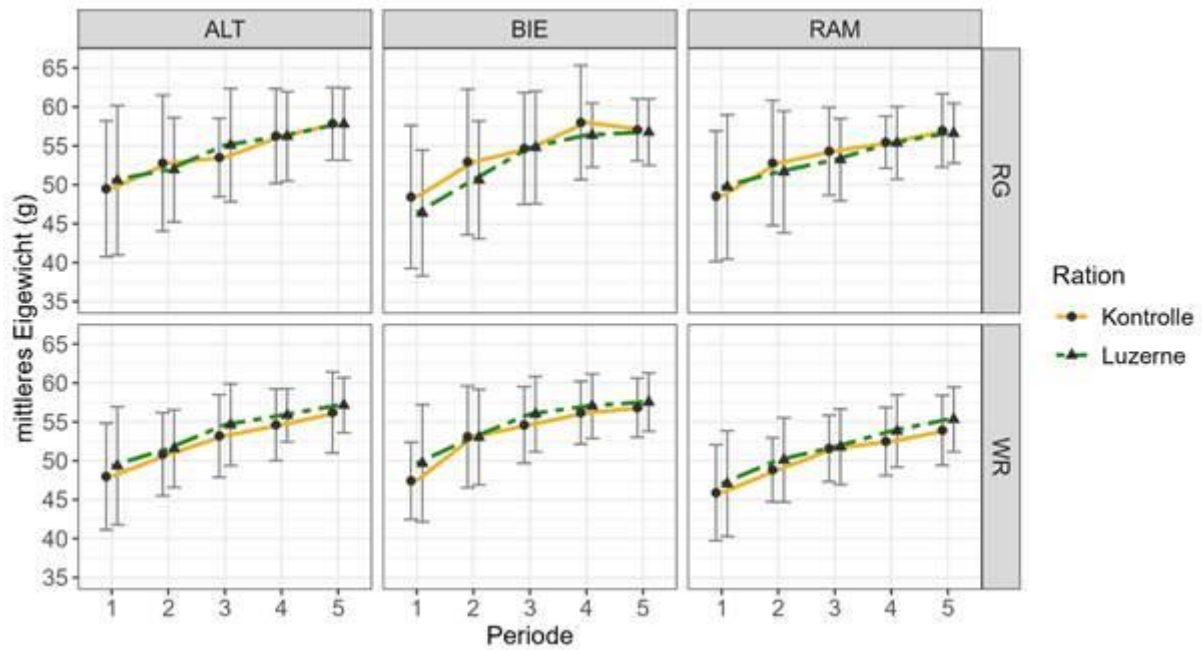 ALT BIE RAM
65
60
55
50
45
40
35
RG
65
60
55
50
45
40
35
WR
mittleres Eigewicht (g)
1 2 3 4 5 1 2 3 4 5 1 2 3 4 5
Periode
Ration
Kontrolle
Luzerne